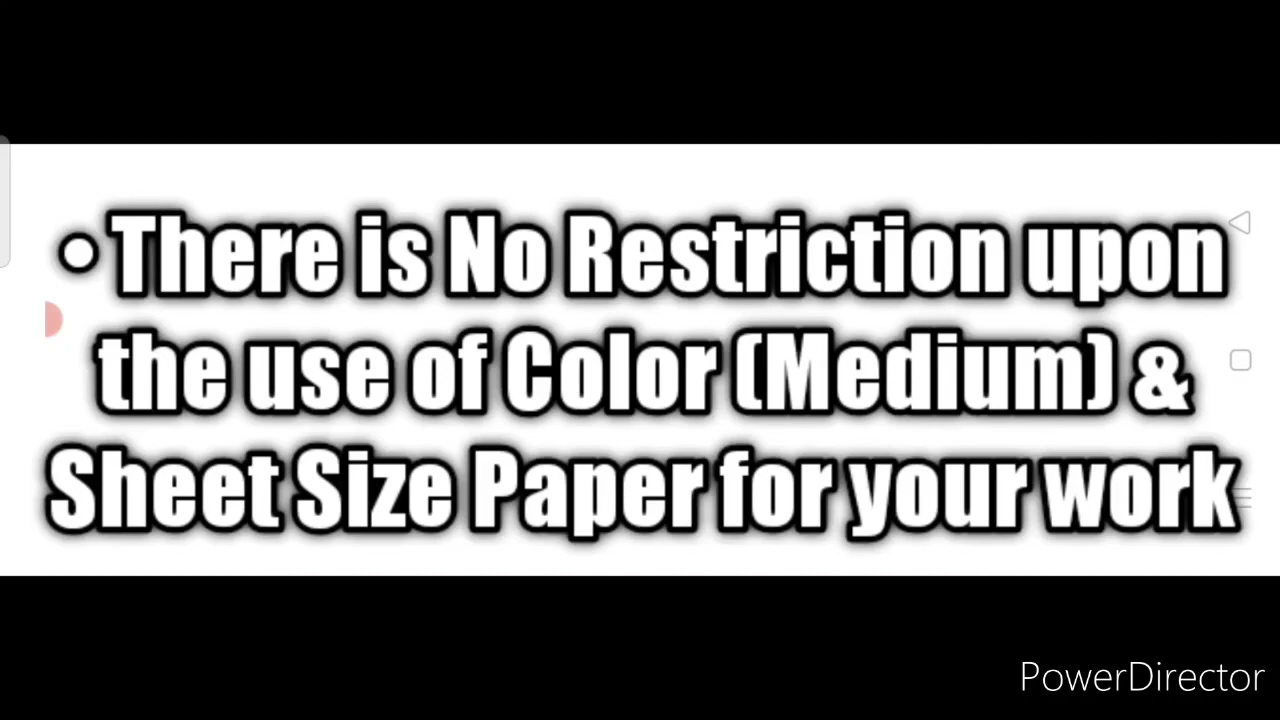 • There is No Restriction upon
the use of Color (Medium) &
Sheet Size Paper for your work
PowerDirector